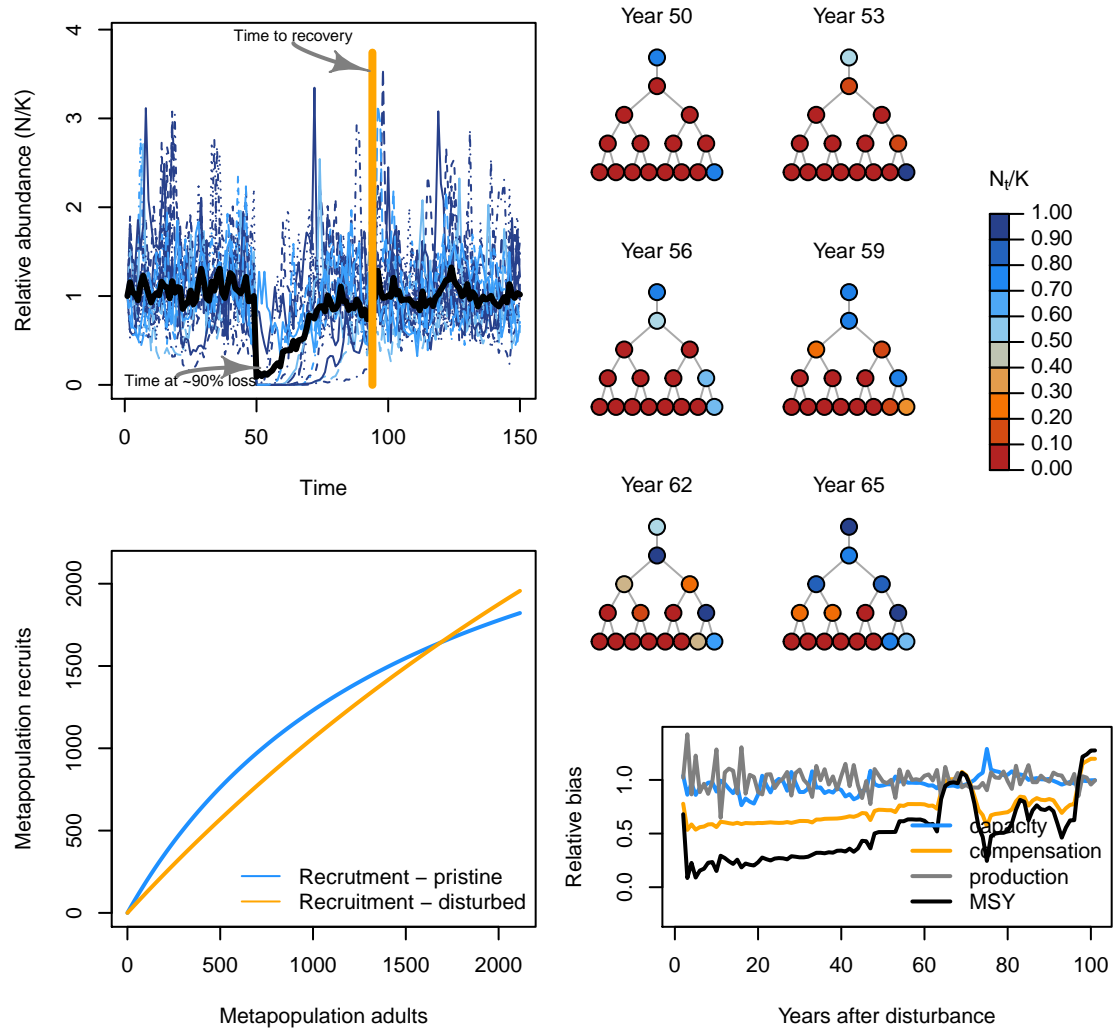 Time to recovery
Time at ~90% loss
Relative abundance (N/K)
4
3
2
1
0
0
50
100
150
Time
Year 50
Year 53
Year 56
Year 59
Year 62
Year 65
Nt/K
1.00
0.90
0.80
0.70
0.60
0.50
0.40
0.30
0.20
0.10
0.00
Metapopulation recruits
2000
1500
1000
500
0
Recrutment − pristine
Recruitment − disturbed
0
500
1000
1500
2000
Metapopulation adults
Relative bias
1.0
0.5
0.0
capacity
compensation
production
MSY
0
20
40
60
80
100
Years after disturbance